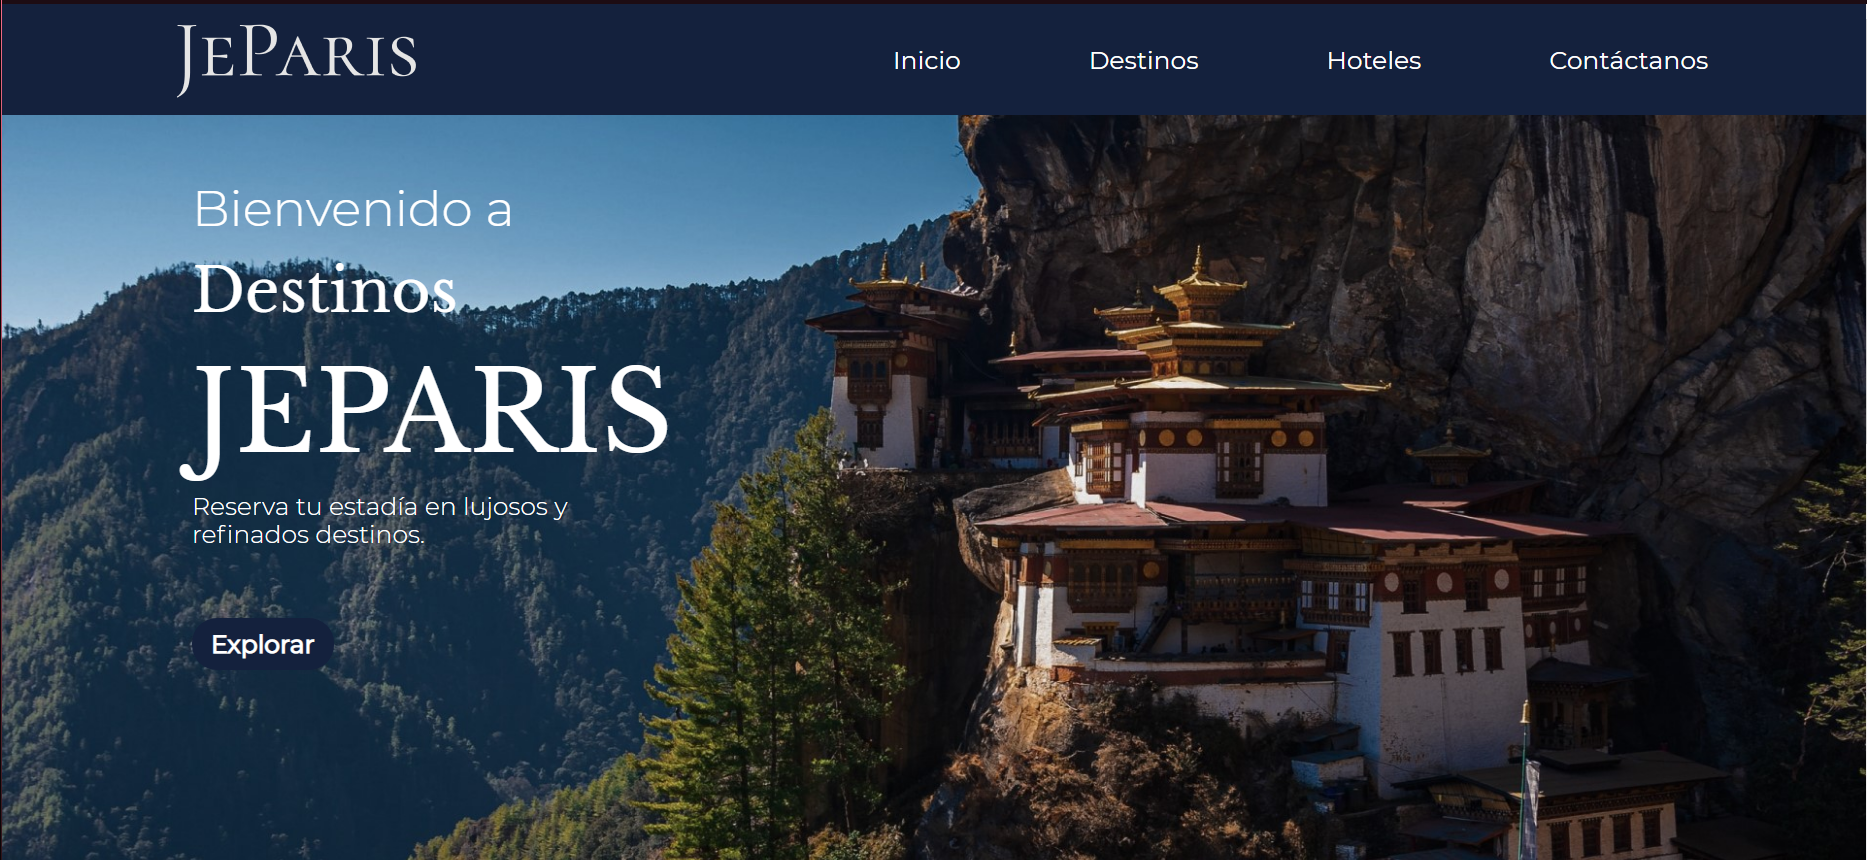 JEPARIS
Inicio
Destinos
Hoteles
Contáctanos
Bienvenido a
Destinos
JEPARIS
Reserva tu estadía en lujosos y
refinados destinos.
Explorar